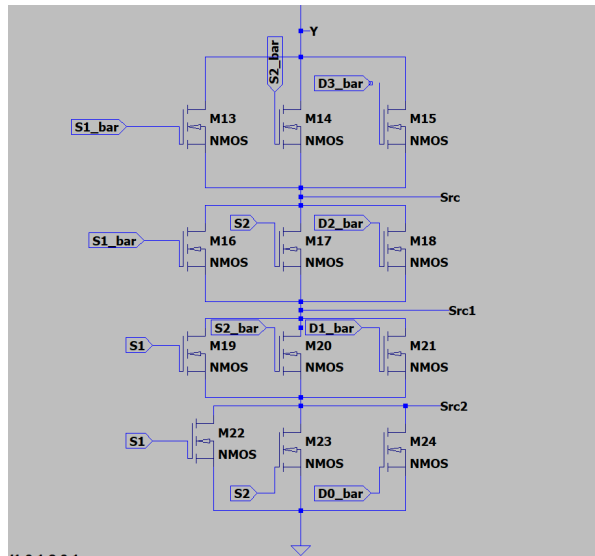 Y
S2_bar
D3_bar
M13
M14
M15
S1_bar
NMOS
NMOS
NMOS
Src
S2
D2_bar
S1_bar
M16
M17
M18
NMOS
NMOS
NMOS
Src1
S2_bar
D1_bar
S1
M19
M20
M21
NMOS
NMOS
NMOS
Src2
S1
M22
M23
M24
NMOS
NMOS
NMOS
S2
D0_bar